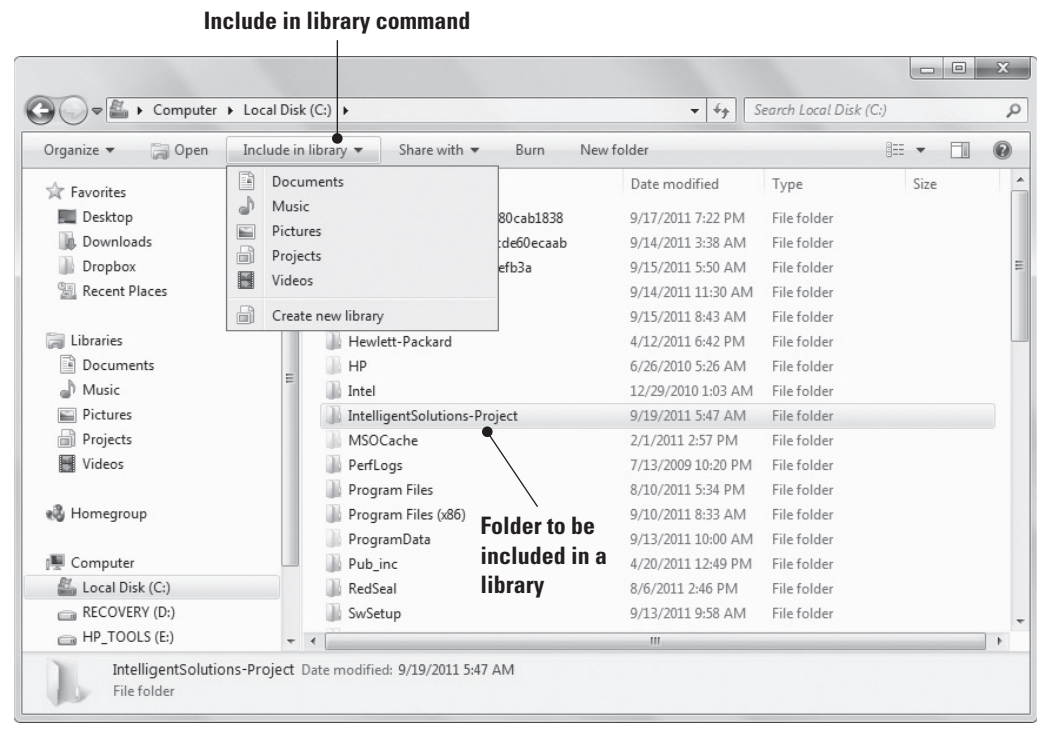 Include in library command
Computer ▸ Local Disk (C:) ▸
Search Local Disk (C:)
Organize Open Include in library Share with Burn New folder
Documents
Music
Pictures
Projects
Videos
Create new library
Favorites
Desktop
Downloads
Dropbox
Recent Places
Libraries
Documents
Music
Pictures
Projects
Videos
Homegroup
Computer
Local Disk (C:)
RECOVERY (D:)
HP_TOOLS (E:)
Date modified Type Size
80cab1838 9/17/2011 7:22 PM File folder
cde60ecaab 9/14/2011 3:38 AM File folder
efb3a 9/15/2011 5:50 AM File folder
9/14/2011 11:30 AM File folder
9/15/2011 8:43 AM File folder
Hewlett-Packard 4/12/2011 6:42 PM File folder
HP 6/26/2010 5:26 AM File folder
Intel 12/29/2010 1:03 AM File folder
IntelligentSolutions-Project 9/19/2011 5:47 AM File folder
MSOCache 2/1/2011 2:57 PM File folder
PerfLogs 7/13/2009 10:20 PM File folder
Program Files 8/10/2011 5:34 PM File folder
Program Files (x86) 9/10/2011 8:33 AM File folder
ProgramData 9/13/2011 10:00 AM File folder
Pub_inc 4/20/2011 12:49 PM File folder
RedSeal 8/6/2011 2:46 PM File folder
SwSetup 9/13/2011 9:58 AM File folder
Folder to be
included in a
library
IntelligentSolutions-Project Date modified: 9/19/2011 5:47 AM
File folder